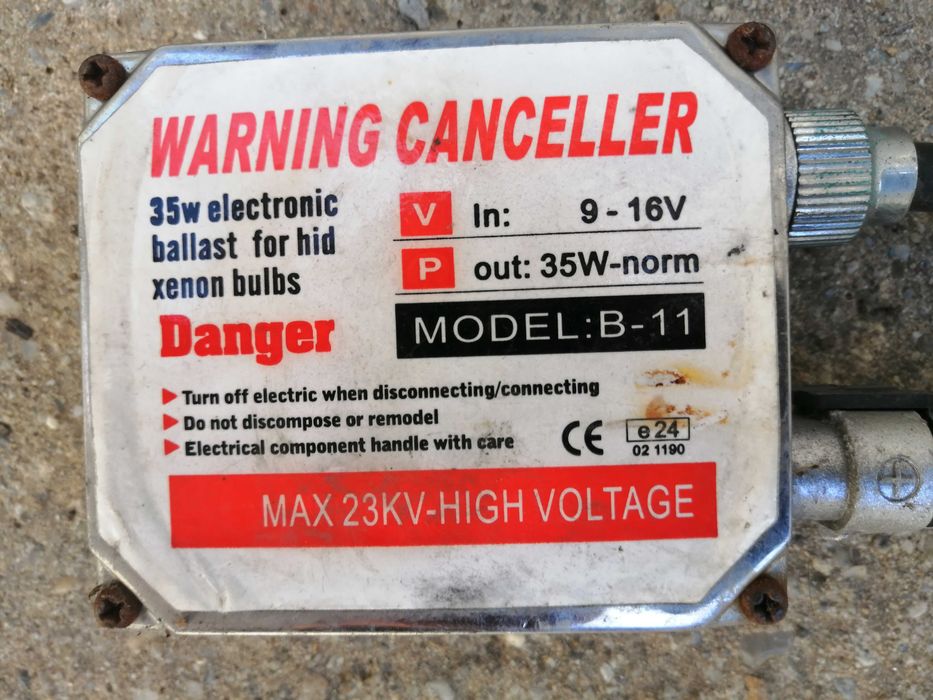 WARNING CANCELLER
35w electronic
ballast for hid
xenon bulbs
V In: 9 - 16V
P out: 35W-norm
Danger
MODEL:B-11
Turn off electric when disconnecting/connecting
Do not discompose or remodel
Electrical component handle with care
CE
e24
02 1190
MAX 23KV-HIGH VOLTAGE